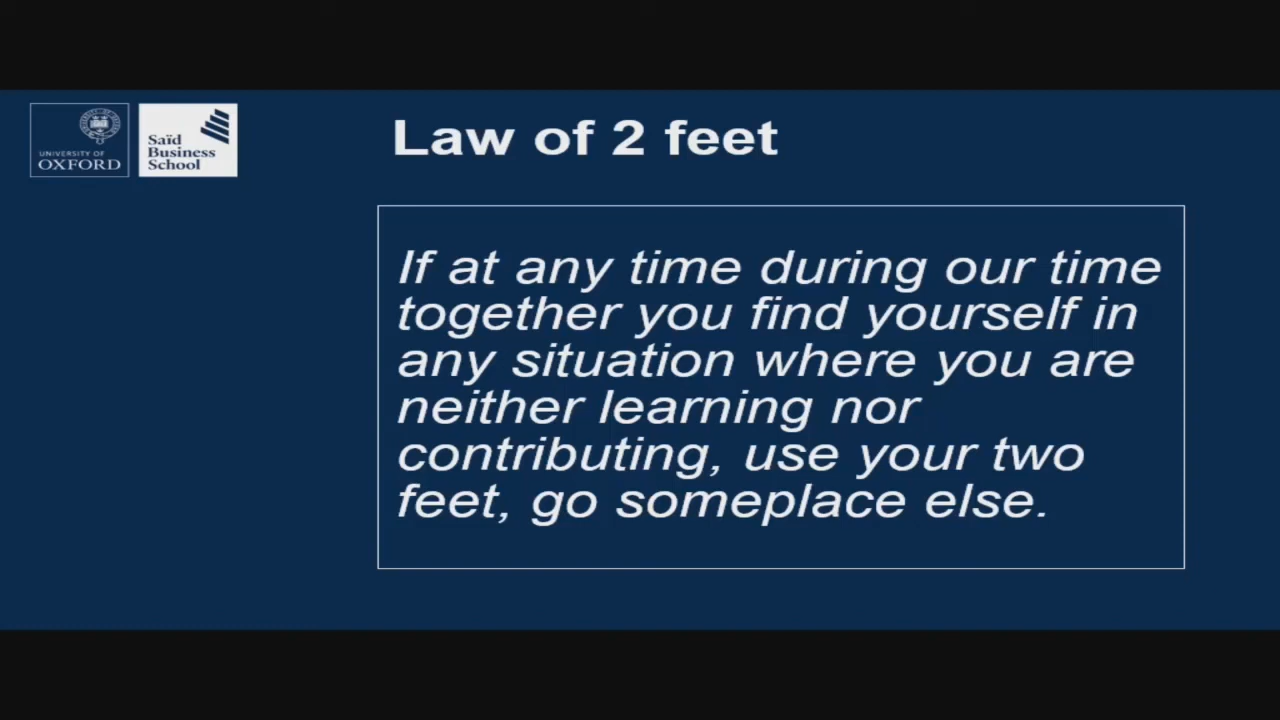 UNIVERSITY OF
OXFORD
Saïd
Business
School
Law of 2 feet
If at any time during our time
together you find yourself in
any situation where you are
neither learning nor
contributing, use your two
feet, go someplace else.